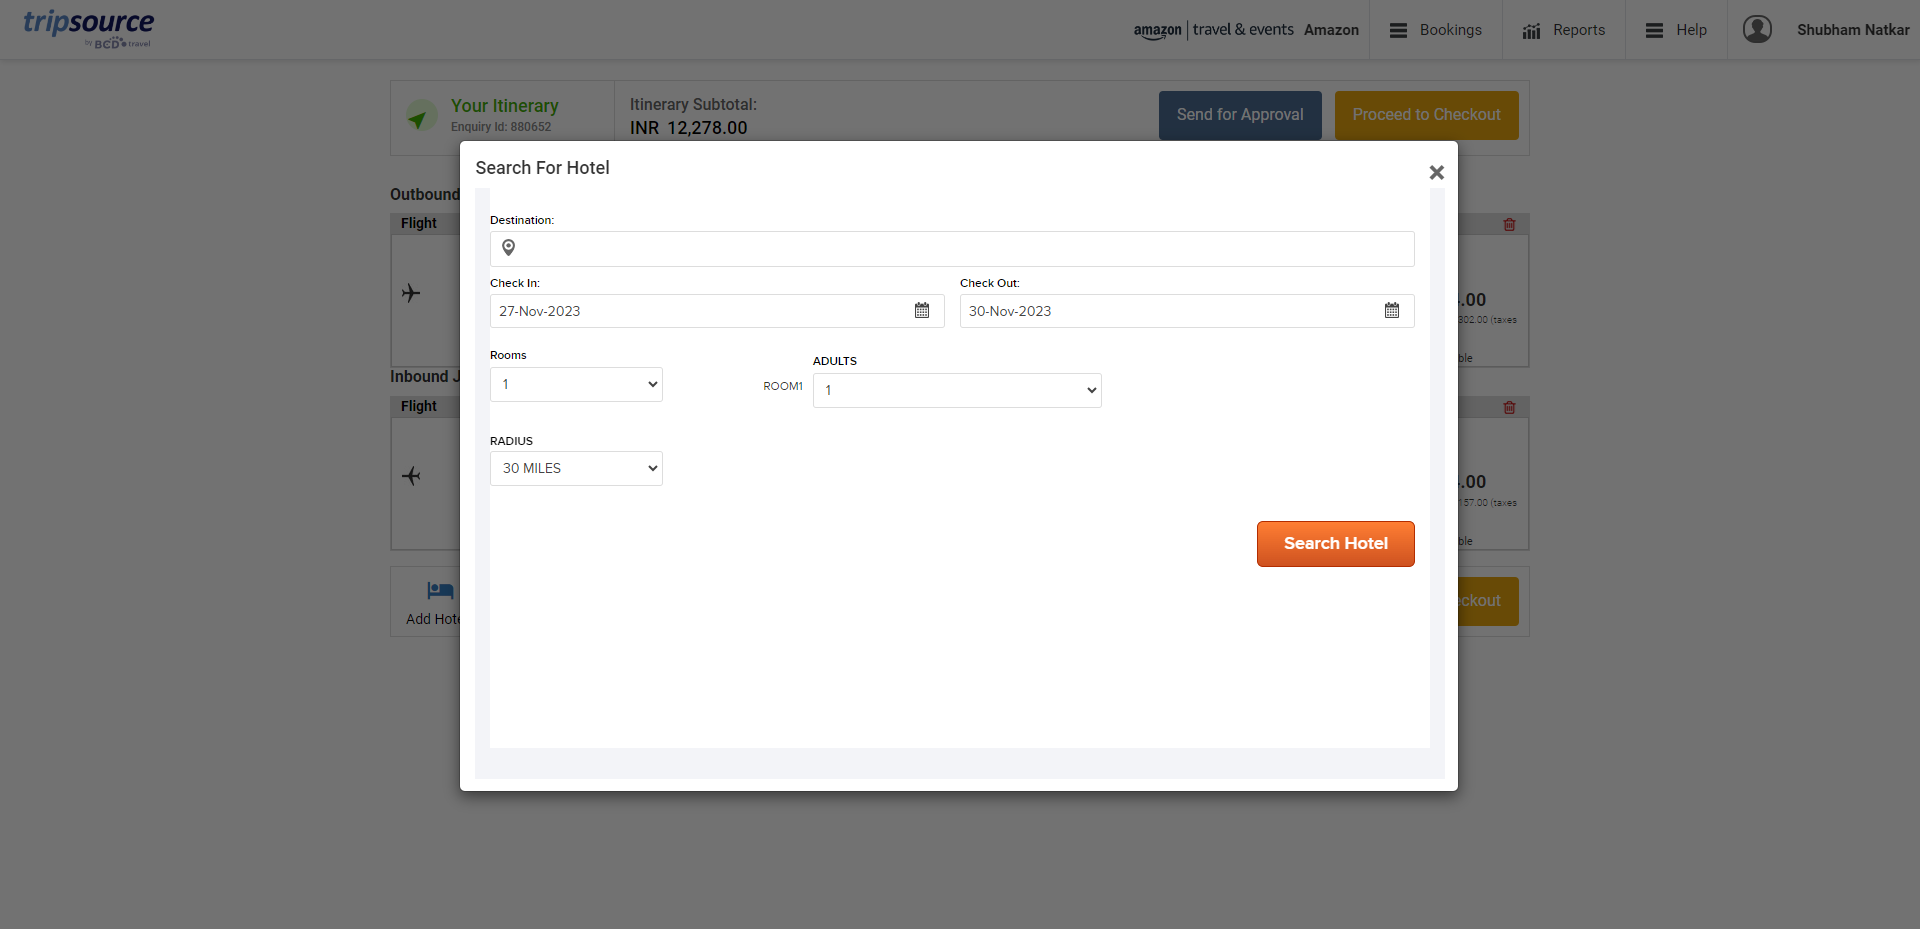 tripsource
by BCD travel
amazon | travel & events Amazon
Bookings
Reports
Help
Shubham Natkar
Your Itinerary
Enquiry Id: 880652
Itinerary Subtotal:
INR 12,278.00
Send for Approval
Proceed to Checkout
Outbound
Flight
.00
302.00 (taxes
ble
Inbound J
Flight
.00
157.00 (taxes
ble
Add Hote
ckout
Search For Hotel
×
Destination:
Check In:
Check Out:
27-Nov-2023
30-Nov-2023
Rooms
1
ADULTS
ROOM1
1
RADIUS
30 MILES
Search Hotel